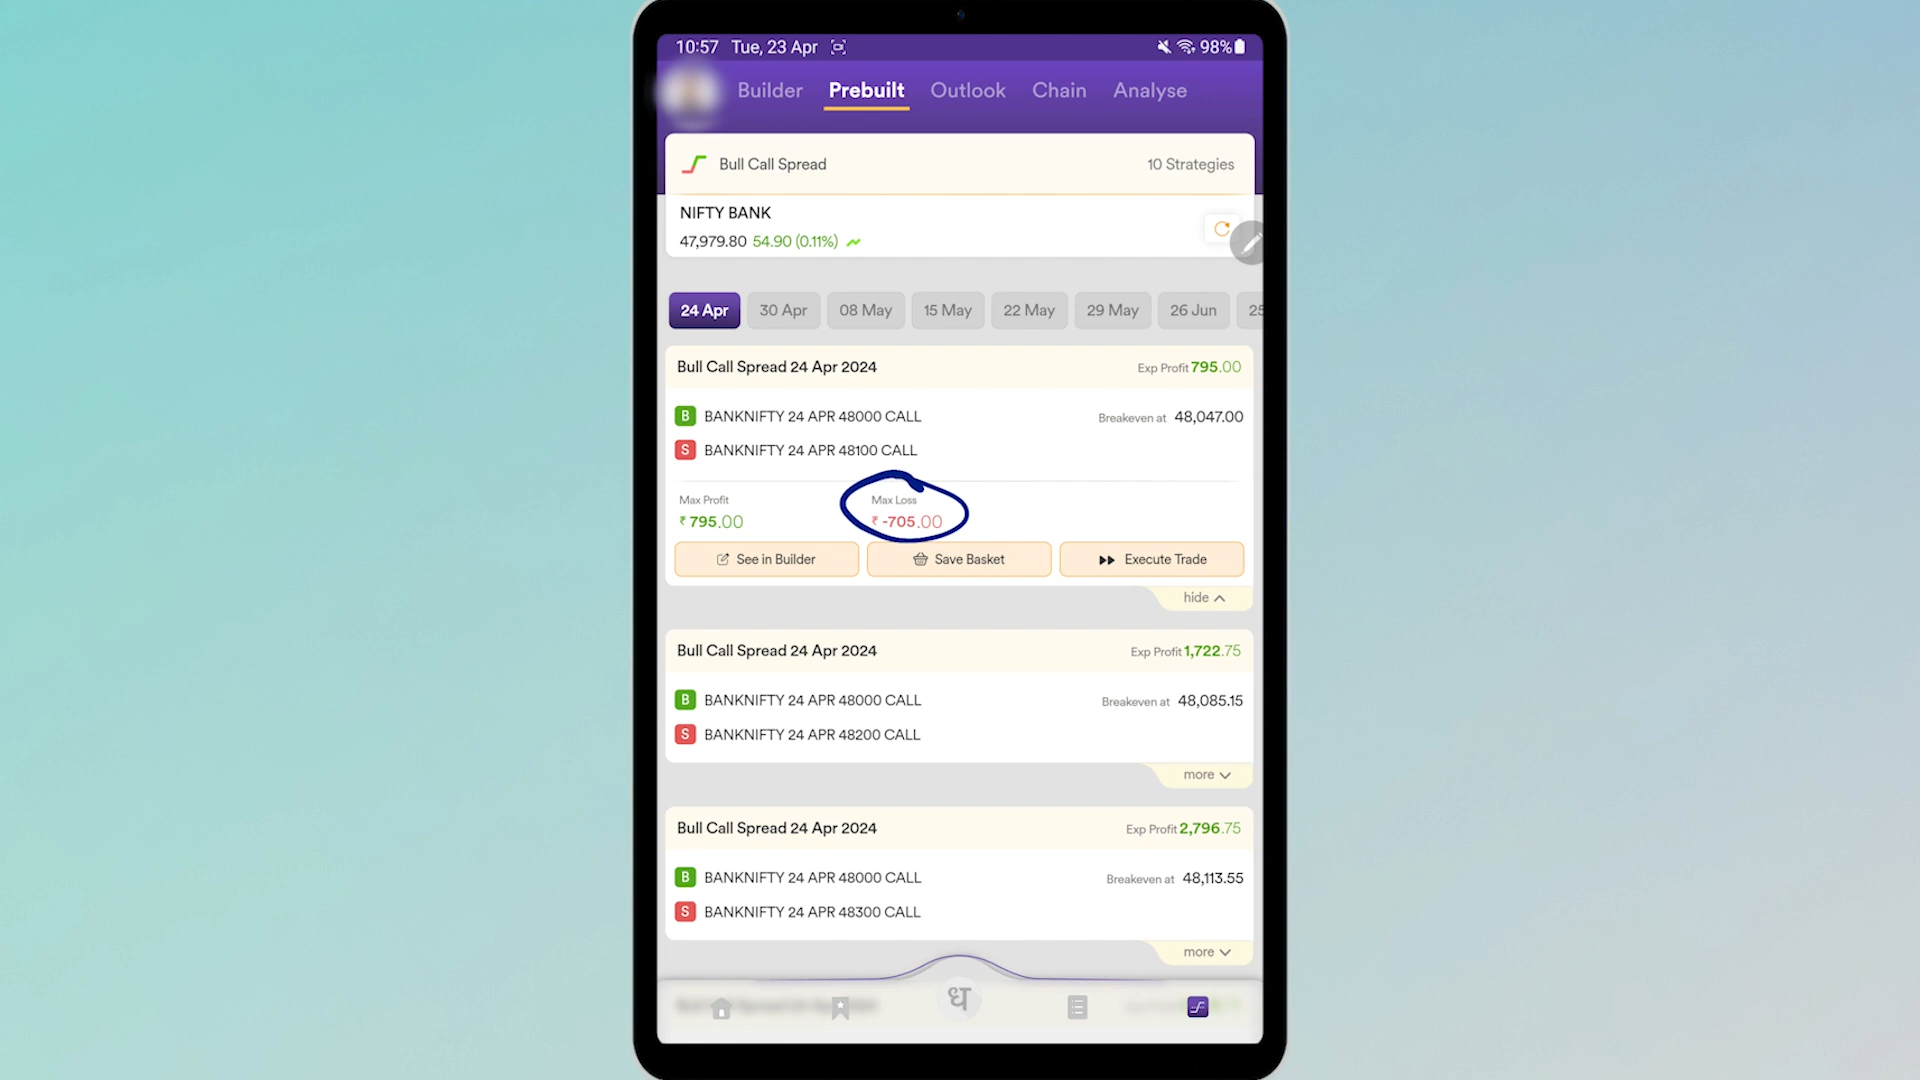 10:57 Tue, 23 Apr 98%
Builder Prebuilt Outlook Chain Analyse
Bull Call Spread 10 Strategies
NIFTY BANK
47,979.80 54.90 (0.11%)
24 Apr 30 Apr 08 May 15 May 22 May 29 May 26 Jun 25
Bull Call Spread 24 Apr 2024 Exp Profit 795.00
B BANKNIFTY 24 APR 48000 CALL Breakeven at 48,047.00
S BANKNIFTY 24 APR 48100 CALL
Max Profit Max Loss
₹ 795.00 ₹ -705.00
See in Builder Save Basket Execute Trade
hide
Bull Call Spread 24 Apr 2024 Exp Profit 1,722.75
B BANKNIFTY 24 APR 48000 CALL Breakeven at 48,085.15
S BANKNIFTY 24 APR 48200 CALL
more
Bull Call Spread 24 Apr 2024 Exp Profit 2,796.75
B BANKNIFTY 24 APR 48000 CALL Breakeven at 48,113.55
S BANKNIFTY 24 APR 48300 CALL
more
ध